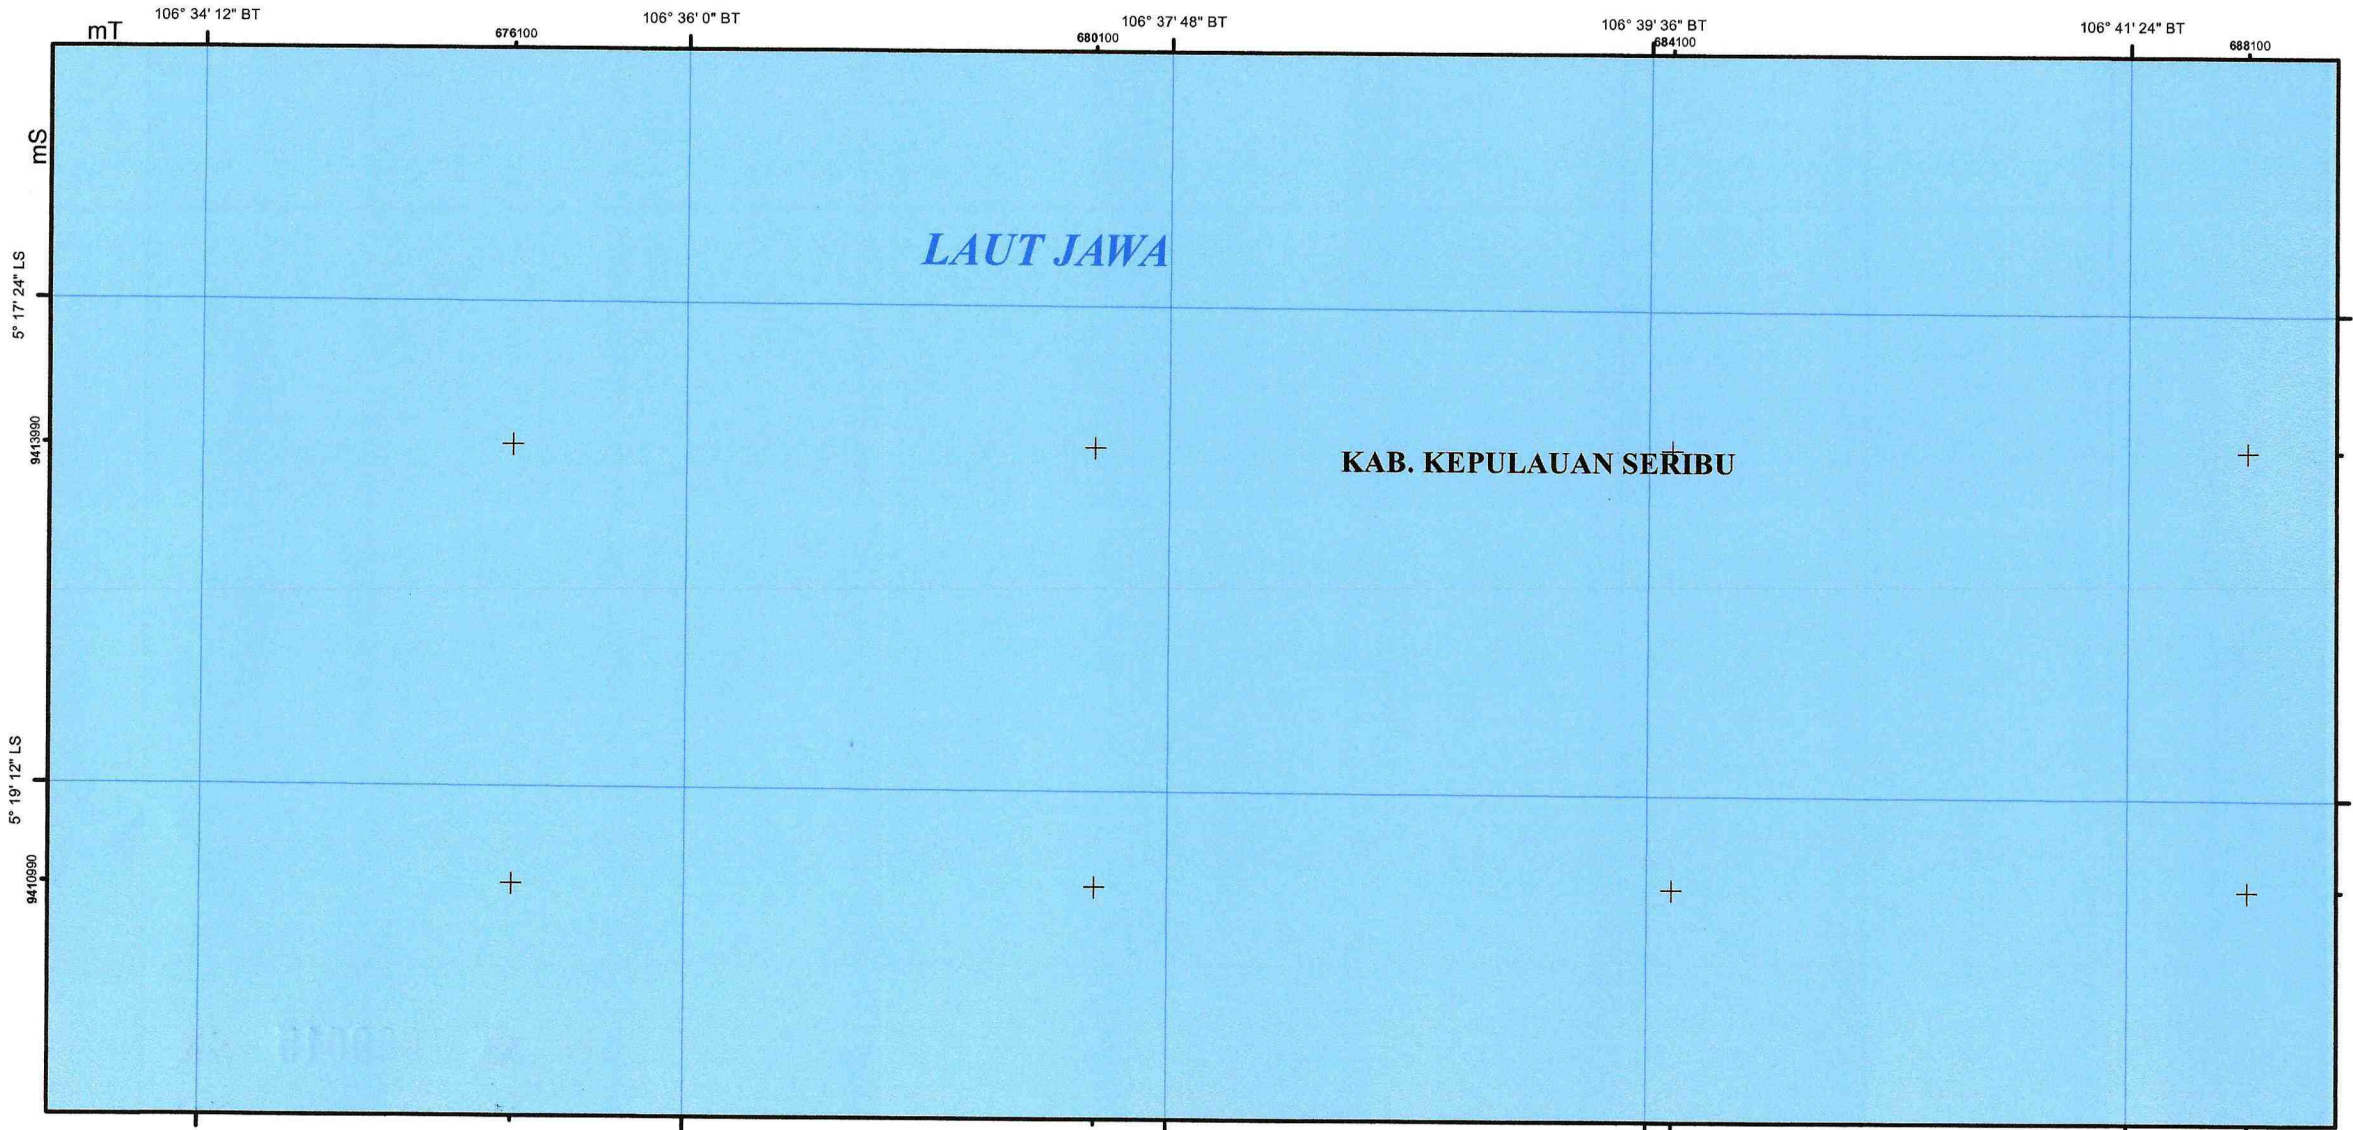 106° 34' 12" BT
106° 36' 0" BT
106° 37' 48" BT
106° 39' 36" BT
106° 41' 24" BT
mT
676100
680100
684100
688100
mS
LAUT JAWA
5° 17' 24" LS
9413990
KAB. KEPULAUAN SERIBU
5° 19' 12" LS
9410990